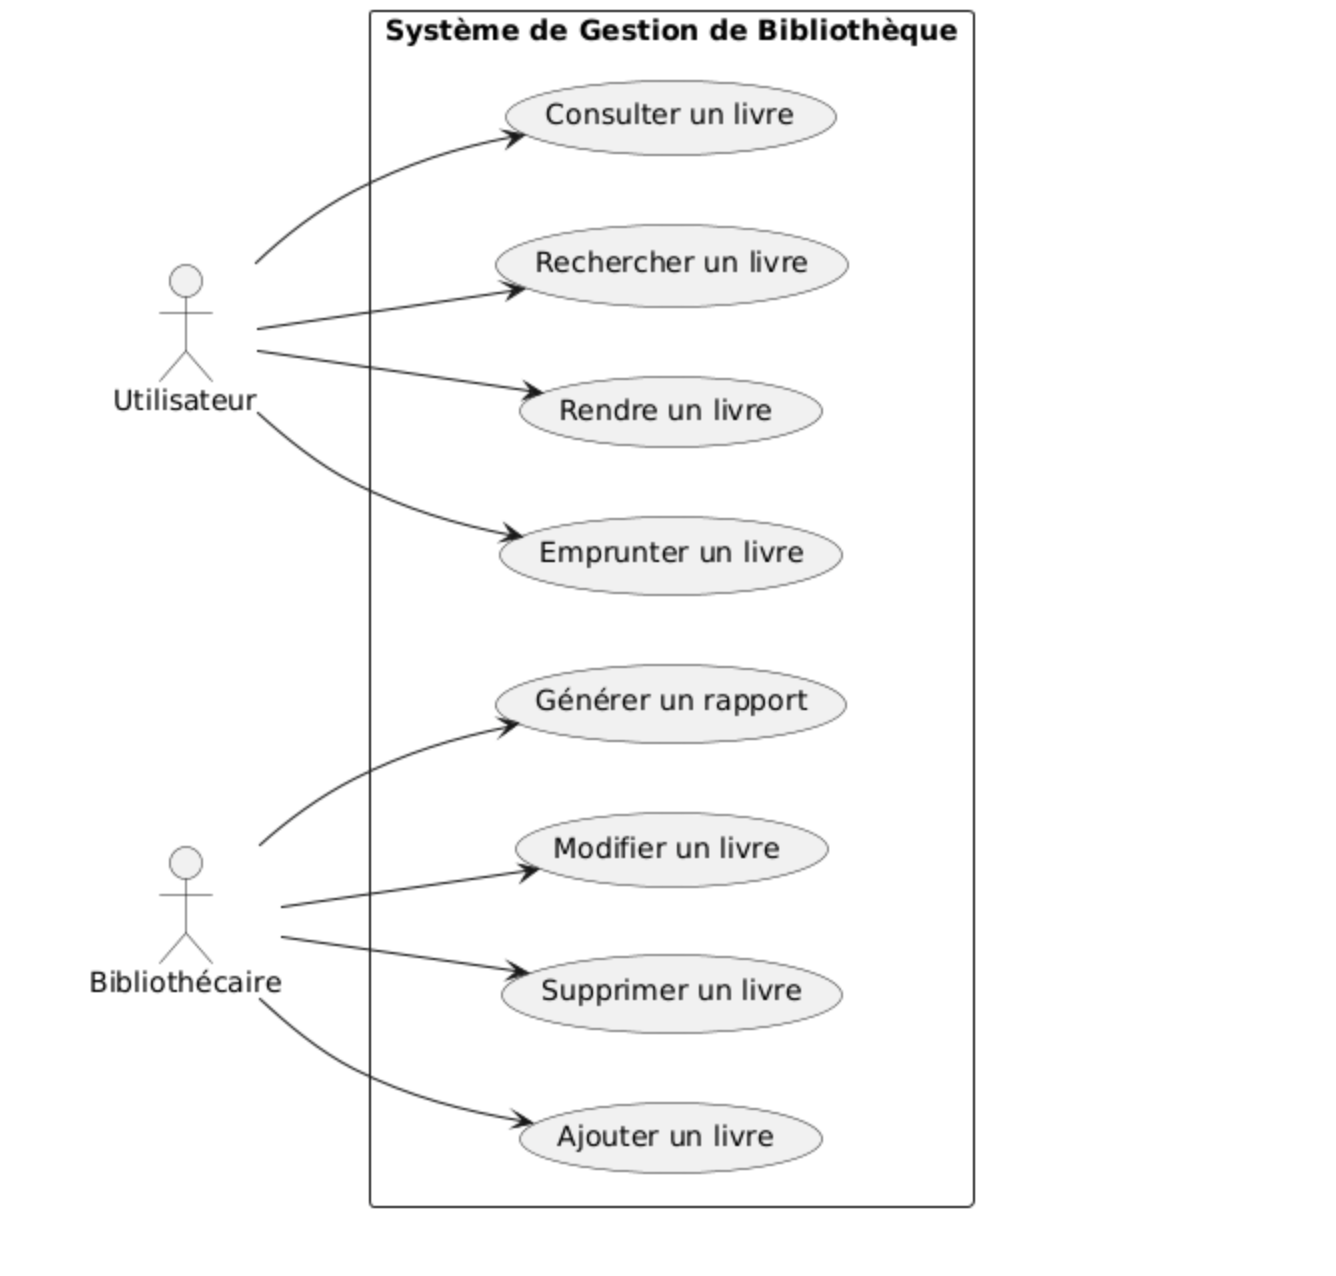 Système de Gestion de Bibliothèque
Consulter un livre
Rechercher un livre
Utilisateur
Rendre un livre
Emprunter un livre
Générer un rapport
Modifier un livre
Bibliothécaire
Supprimer un livre
Ajouter un livre